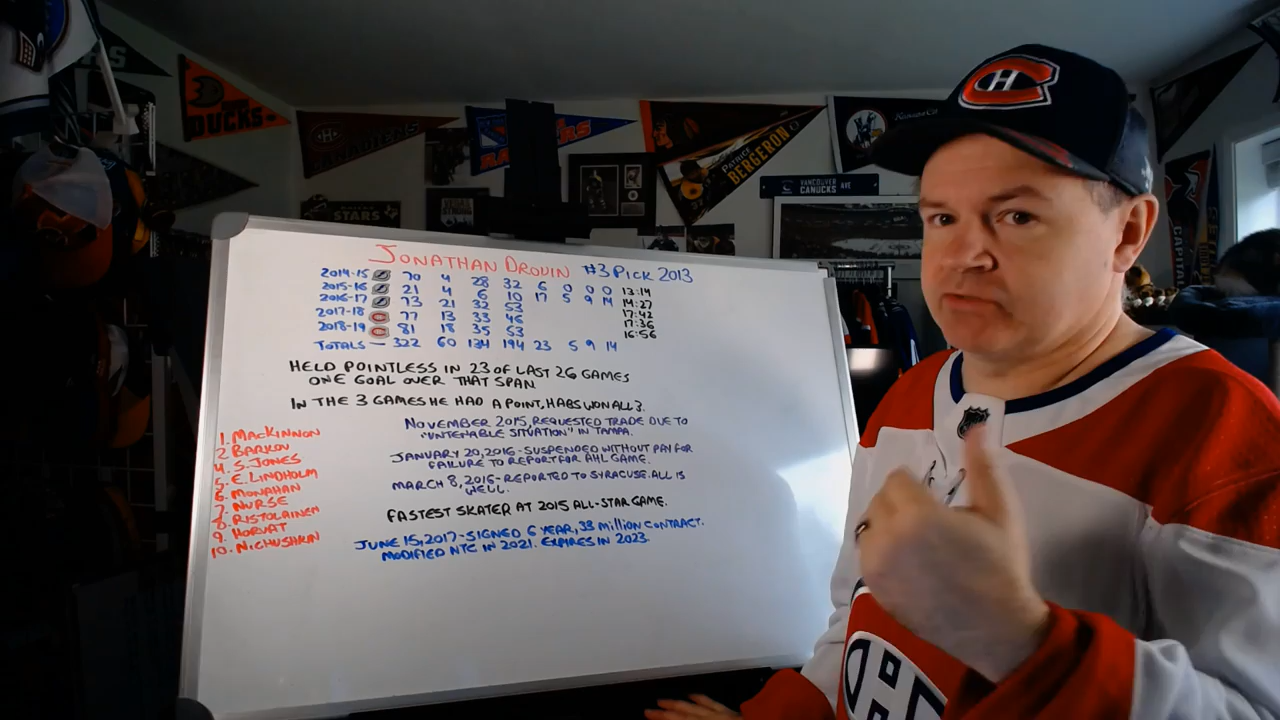 DUCKS
CANADIENS
RANGERS
PATRICE
BERGERON
VANCOUVER
CANUCKS AVE
STARS
CAPITALS
JONATHAN DROUIN #3 PICK 2013
2014-15 70 4 28 32 6 0 0 0 13:14
2015-16 21 4 6 10 17 5 9 14 14:27
2016-17 73 21 32 53 17:42
2017-18 77 13 33 46 17:36
2018-19 81 18 35 53 16:56
TOTALS — 322 60 134 194 23 5 9 14
HELD POINTLESS IN 23 OF LAST 26 GAMES
ONE GOAL OVER THAT SPAN
IN THE 3 GAMES HE HAD A POINT, HABS WON ALL 3.
NOVEMBER 2015, REQUESTED TRADE DUE TO
"UNTENABLE SITUATION" IN TAMPA.
JANUARY 20, 2016 - SUSPENDED WITHOUT PAY FOR
FAILURE TO REPORT FOR AHL GAME.
MARCH 8, 2016 - REPORTED TO SYRACUSE. ALL IS
WELL.
FASTEST SKATER AT 2015 ALL-STAR GAME.
JUNE 15, 2017 - SIGNED 6 YEAR, 33 MILLION CONTRACT.
MODIFIED NTC IN 2021. EXPIRES IN 2023.
1. MACKINNON
2 BARKOV
4. S. JONES
5. E. LINDHOLM
6. MONAHAN
7. NURSE
8. RISTOLAINEN
9. HORVAT
10. NICHUSHKIN